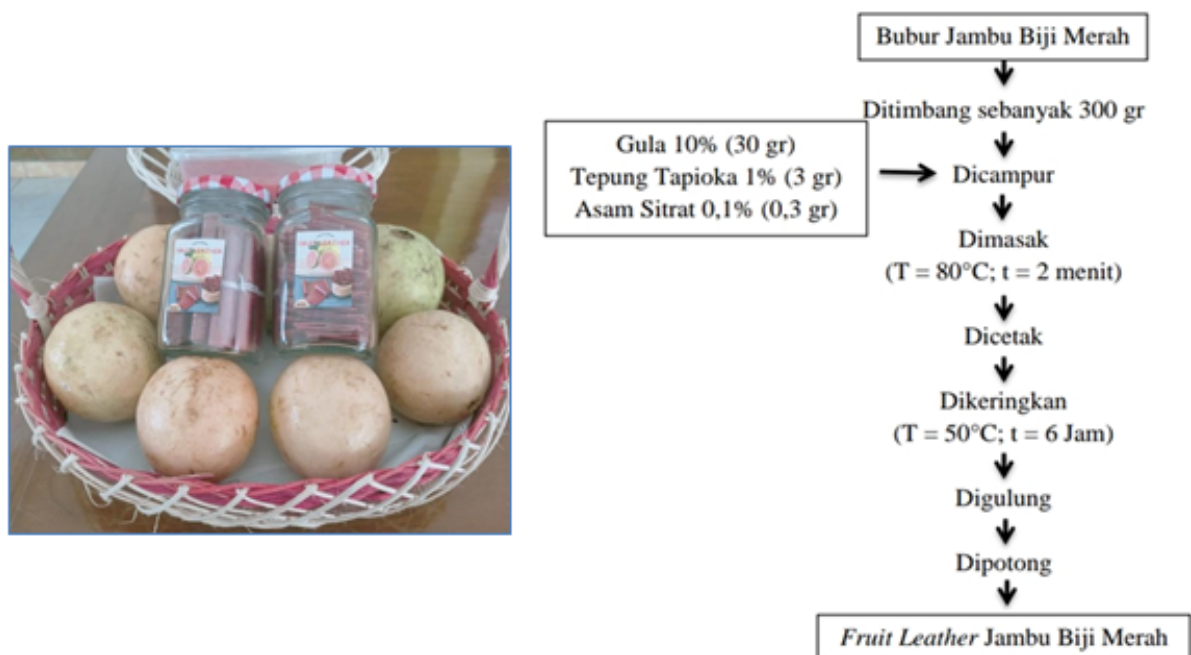 Bubur Jambu Biji Merah
Ditimbang sebanyak 300 gr
Gula 10% (30 gr)
Tepung Tapioka 1% (3 gr)
Asam Sitrat 0,1% (0,3 gr)
Dicampur
Dimasak
(T = 80°C; t = 2 menit)
Dicetak
Dikeringkan
(T = 50°C; t = 6 Jam)
Digulung
Dipotong
Fruit Leather Jambu Biji Merah